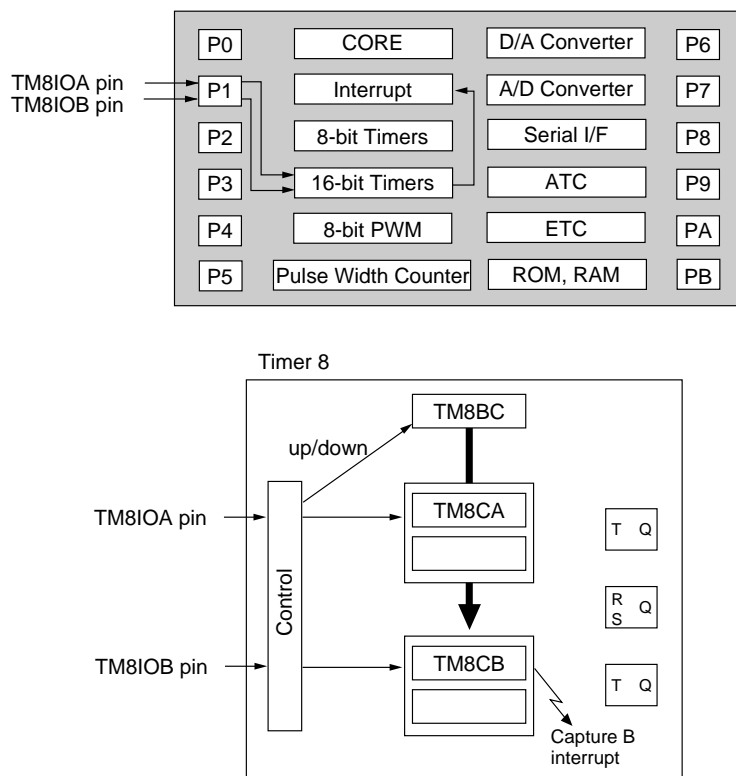 P0 CORE D/A Converter P6
TM8IOA pin
P1 Interrupt A/D Converter P7
TM8IOB pin
P2 8-bit Timers Serial I/F P8
P3 16-bit Timers ATC P9
P4 8-bit PWM ETC PA
P5 Pulse Width Counter ROM, RAM PB
Timer 8
TM8BC
up/down
TM8IOA pin
TM8CA
T Q
Control
R
S Q
TM8IOB pin
TM8CB
T Q
Capture B
interrupt